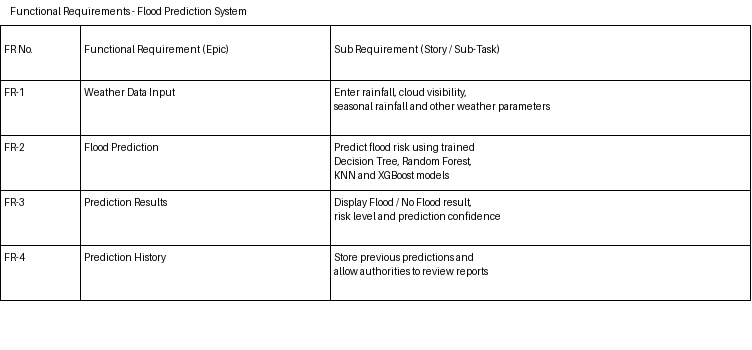 Functional Requirements - Flood Prediction System
FR No.
Functional Requirement (Epic)
Sub Requirement (Story / Sub-Task)
FR-1
Weather Data Input
Enter rainfall, cloud visibility,
seasonal rainfall and other weather parameters
FR-2
Flood Prediction
Predict flood risk using trained
Decision Tree, Random Forest,
KNN and XGBoost models
FR-3
Prediction Results
Display Flood / No Flood result,
risk level and prediction confidence
FR-4
Prediction History
Store previous predictions and
allow authorities to review reports